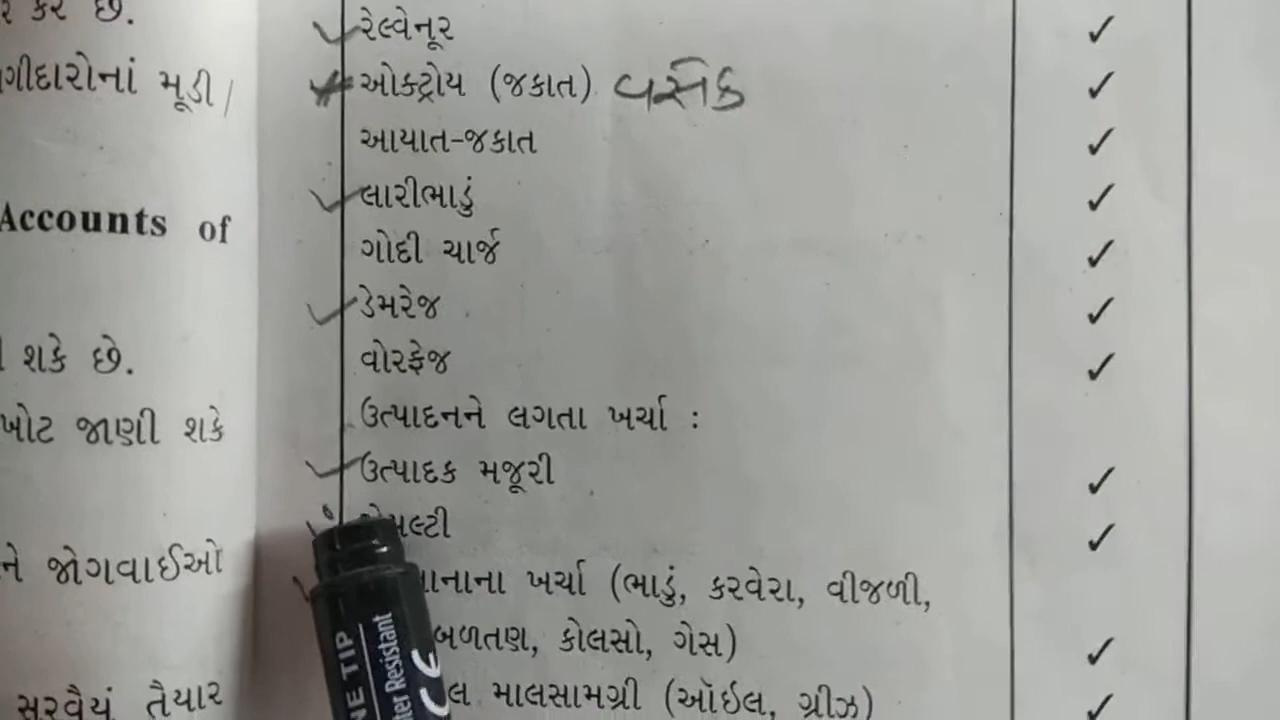 કર છે.
ગીદારોનાં મૂડી
Accounts of
શકે છે.
ખોટ જાણી શકે
ને જોગવાઈઓ
સરવૈયું તૈયાર
✓ રેલ્વેનૂર ✓
ઓક્ટ્રોય (જકાત) ✓
આયાત-જકાત ✓
✓ લારીભાડું ✓
ગોદી ચાર્જ ✓
✓ ડેમરેજ ✓
વોરફેજ ✓
ઉત્પાદનને લગતા ખર્ચા :
✓ ઉત્પાદક મજૂરી ✓
✓
ખર્ચા (ભાડું, કરવેરા, વીજળી,
બળતણ, કોલસો, ગેસ) ✓
માલસામગ્રી (ઑઇલ, ગ્રીઝ) ✓
NE TIP
ter Resistant
CE